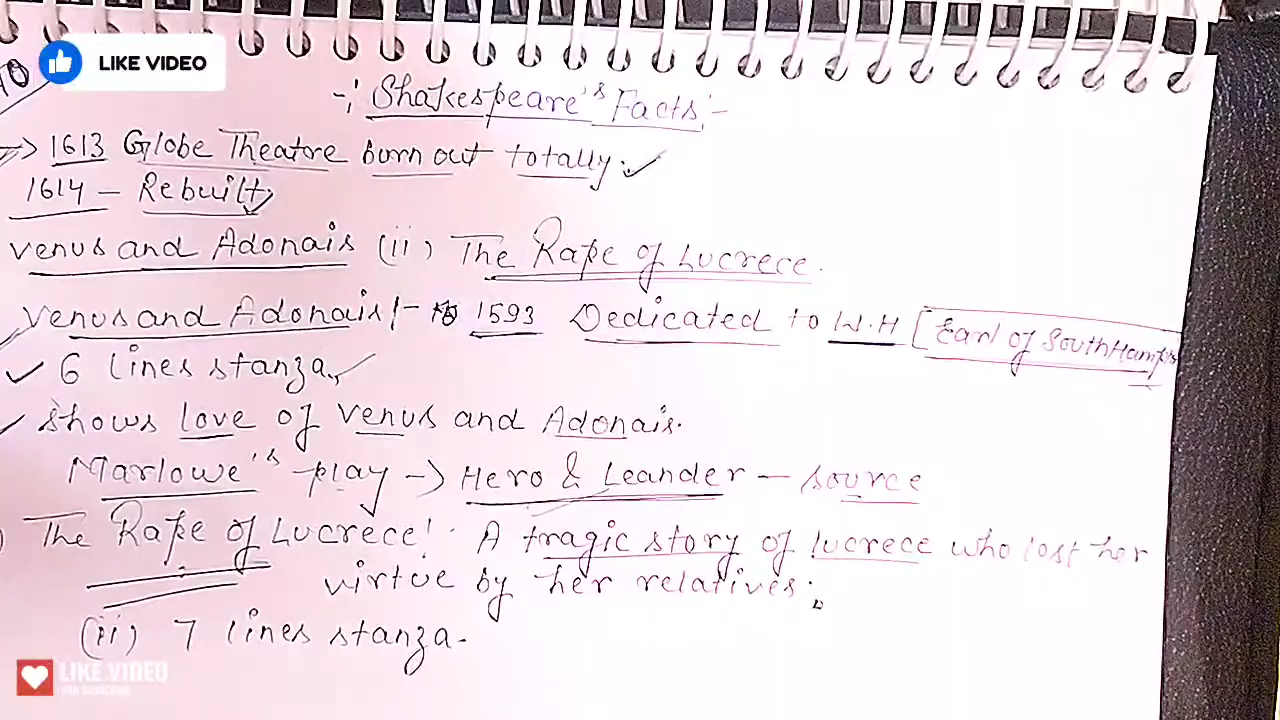 LIKE VIDEO
-: Shakespeare's Facts :-
→ 1613 Globe Theatre burn out totally ✓
1614 - Rebuilt
Venus and Adonais (ii) The Rape of Lucrece.
Venus and Adonais :- 1593 Dedicated to W.H [Earl of SouthHampton
✓ 6 lines stanza.
✓ shows love of Venus and Adonais.
Marlowe's play → Hero & Leander - source
The Rape of Lucrece: A tragic story of lucrece who lost her
virtue by her relatives.
(ii) 7 lines stanza.
LIKE VIDEO
AND SUBSCRIBE